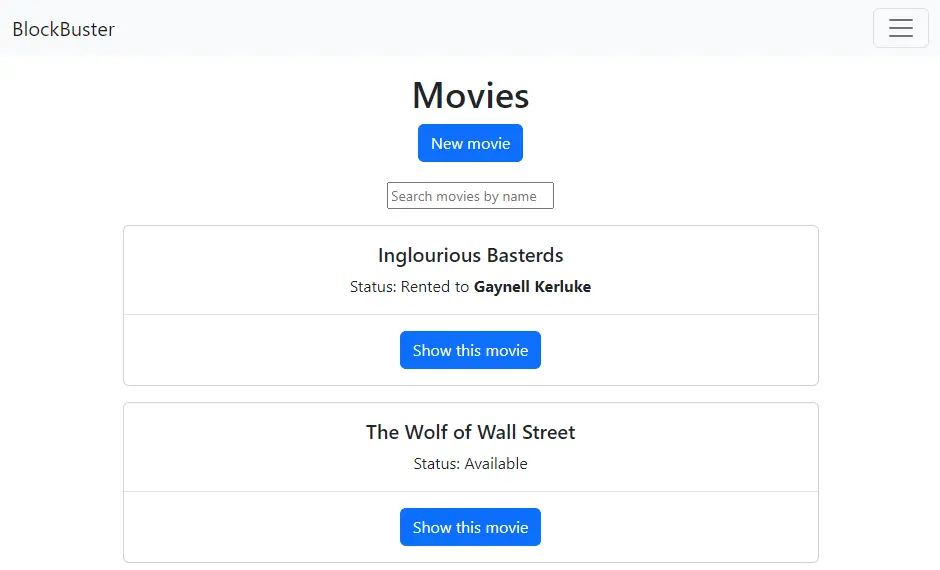 BlockBuster
Movies
New movie
Search movies by name
Inglourious Basterds
Status: Rented to Gaynell Kerluke
Show this movie
The Wolf of Wall Street
Status: Available
Show this movie